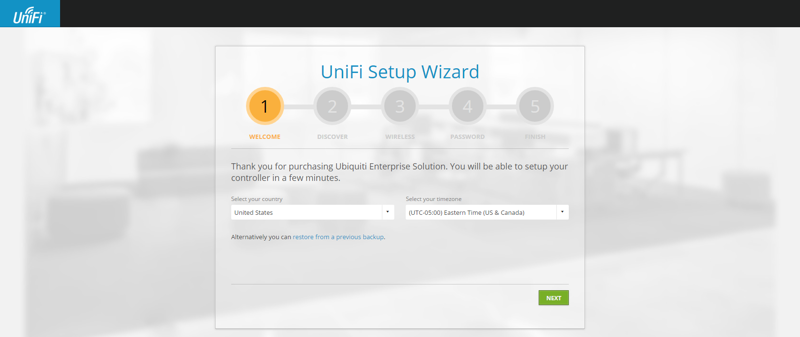 UniFi
UniFi Setup Wizard
1 2 3 4 5
WELCOME DISCOVER WIRELESS PASSWORD FINISH
Thank you for purchasing Ubiquiti Enterprise Solution. You will be able to setup your
controller in a few minutes.
Select your country Select your timezone
United States (UTC-05:00) Eastern Time (US & Canada)
Alternatively you can restore from a previous backup.
NEXT